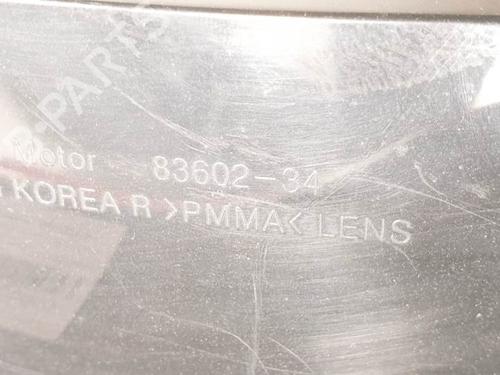 B-PARTS
Motor 83602-34
KOREA R >PMMA< LENS